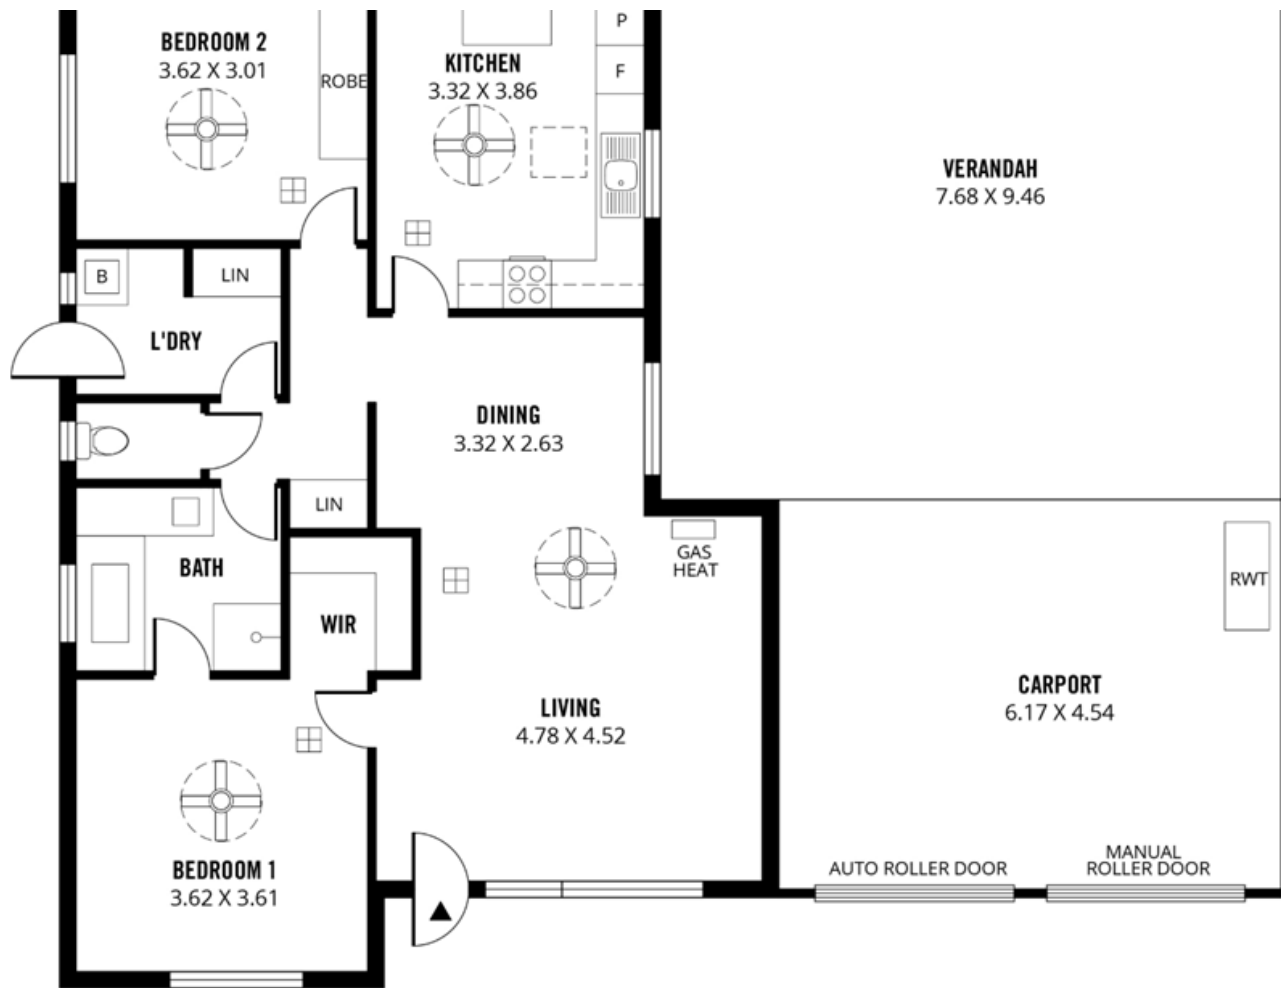 BEDROOM 2
3.62 X 3.01
ROBE
KITCHEN
3.32 X 3.86
P
F
VERANDAH
7.68 X 9.46
B
LIN
L'DRY
DINING
3.32 X 2.63
LIN
BATH
WIR
GAS
HEAT
RWT
LIVING
4.78 X 4.52
CARPORT
6.17 X 4.54
BEDROOM 1
3.62 X 3.61
AUTO ROLLER DOOR
MANUAL
ROLLER DOOR